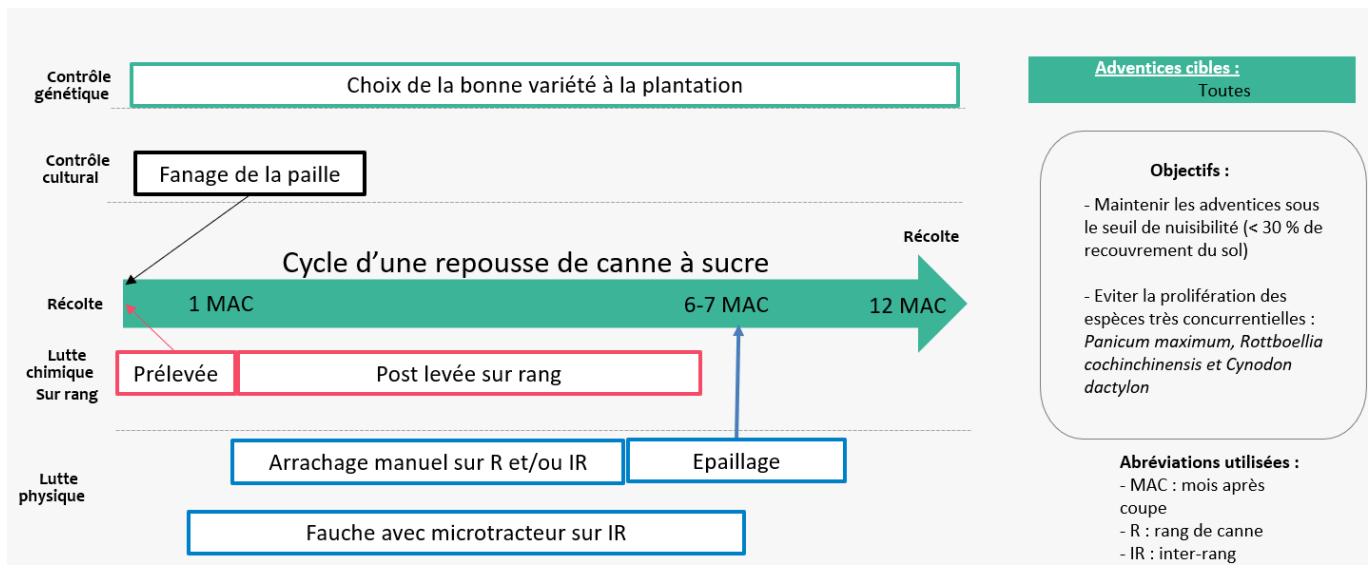 Contrôle
génétique
Choix de la bonne variété à la plantation
Contrôle
cultural
Fanage de la paille
Cycle d'une repousse de canne à sucre
Récolte
Récolte
1 MAC
6-7 MAC
12 MAC
Lutte
chimique
Sur rang
Prélevée
Post levée sur rang
Lutte
physique
Arrachage manuel sur R et/ou IR
Epaillage
Fauche avec microtracteur sur IR
Adventices cibles :
Toutes
Objectifs :
- Maintenir les adventices sous
le seuil de nuisibilité (< 30 % de
recouvrement du sol)
- Eviter la prolifération des
espèces très concurrentielles :
Panicum maximum, Rottboellia
cochinchinensis et Cynodon
dactylon
Abréviations utilisées :
- MAC : mois après
coupe
- R : rang de canne
- IR : inter-rang